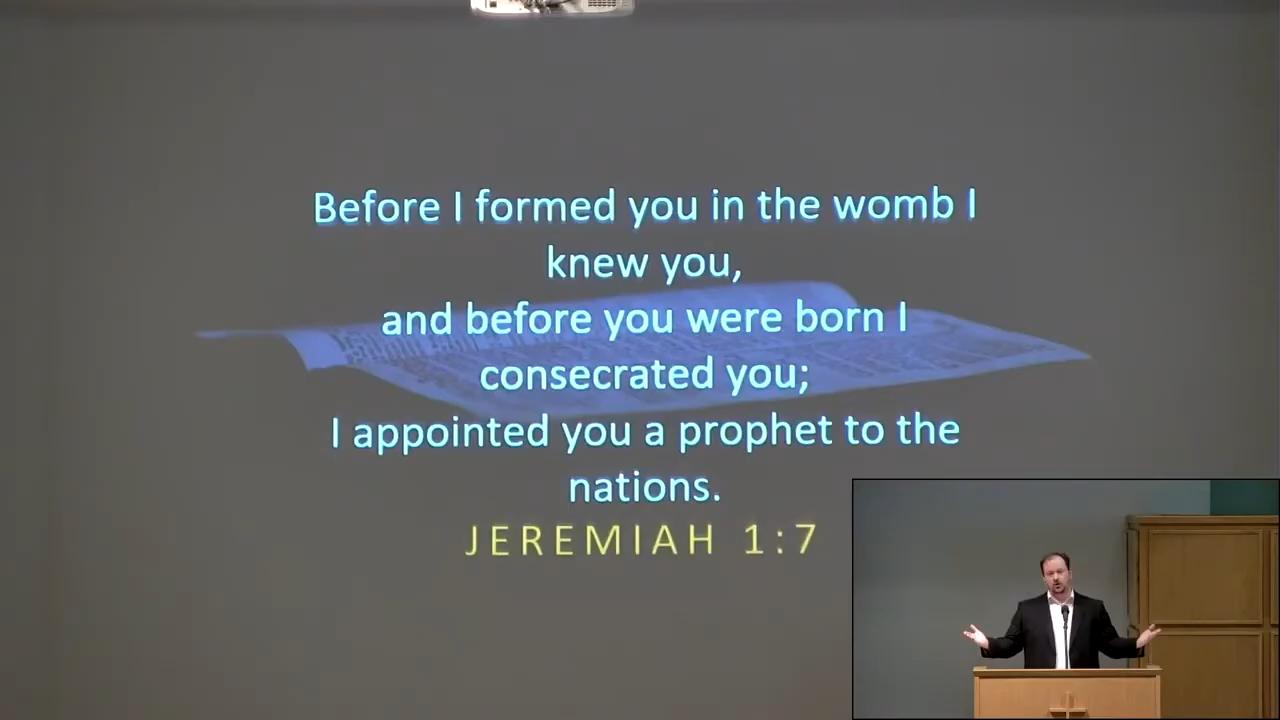 Before I formed you in the womb I
knew you,
and before you were born I
consecrated you;
I appointed you a prophet to the
nations.
JEREMIAH 1:7